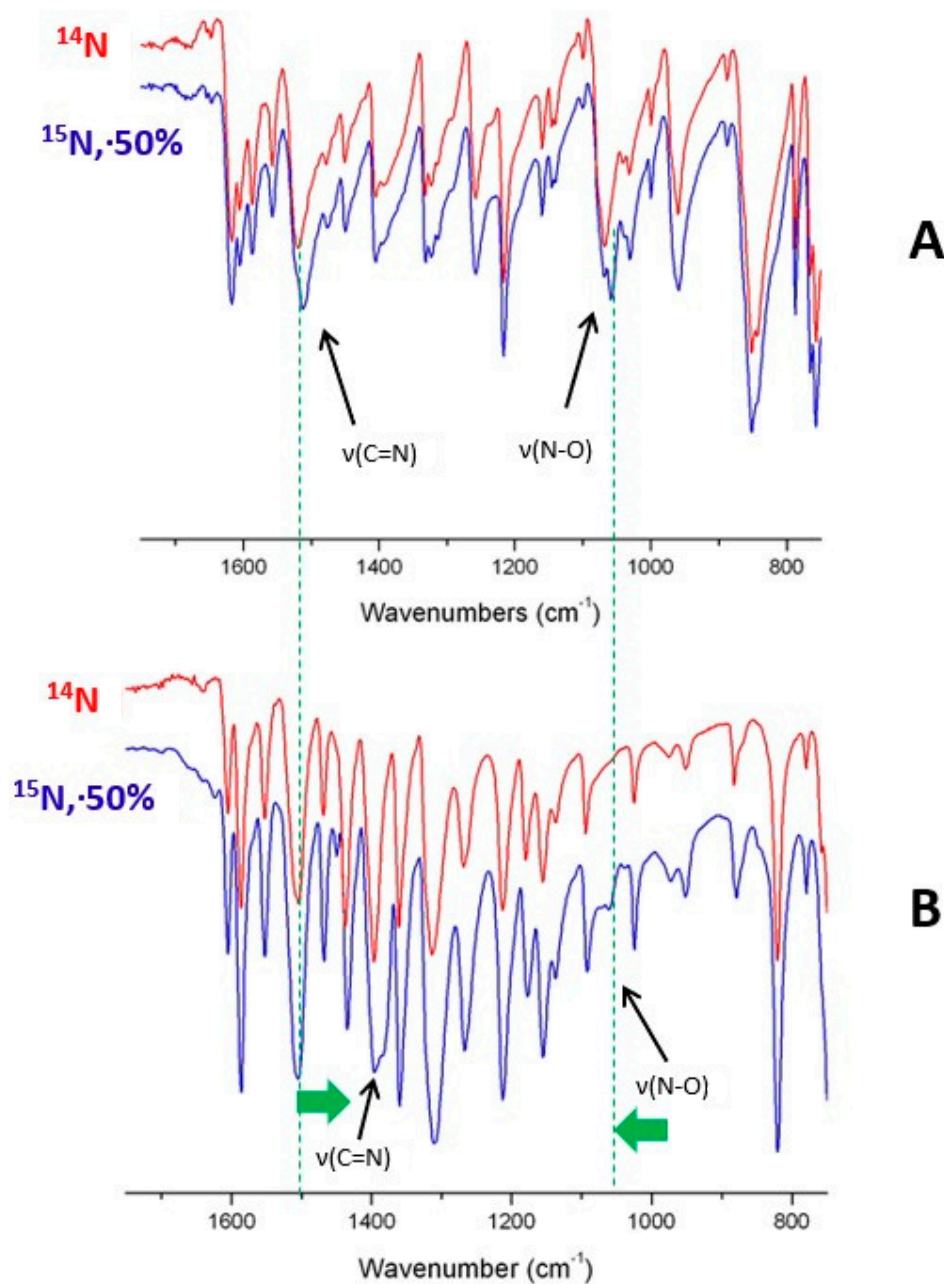 ¹⁴N
¹⁵N,·50%
A
ν(C=N)
ν(N-O)
1600 1400 1200 1000 800
Wavenumbers (cm⁻¹)
¹⁴N
¹⁵N,·50%
B
ν(N-O)
ν(C=N)
1600 1400 1200 1000 800
Wavenumber (cm⁻¹)